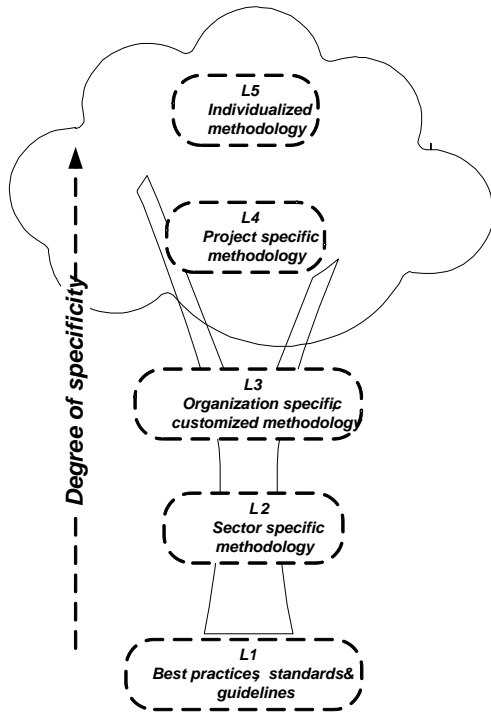 L5
Individualized
methodology
L4
Project specific
methodology
Degree of specificity
L3
Organization specific
customized methodology
L2
Sector specific
methodology
L1
Best practices standards&
guidelines